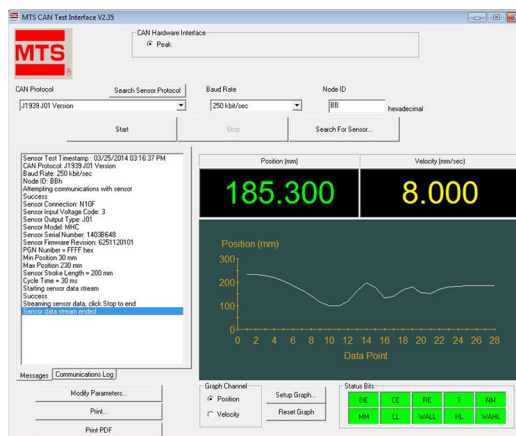 MTS CAN Test Interface V2.35
MTS
CAN Hardware Interface
Peak
CAN Protocol
Search Sensor Protocol
Baud Rate
Node ID
J1939 J01 Version
250 kbit/sec
BB
hexadecimal
Start
Stop
Search For Sensor...
Sensor Test Timestamp : 03/25/2014 03:16:37 PM
CAN Protocol: J1939 J01 Version
Baud Rate: 250 kbit/sec
Node ID: BBh
Attempting communications with sensor
Success
Sensor Connection: N10F
Sensor Input Voltage Code: 3
Sensor Output Type: J01
Sensor Model: MHC
Sensor Serial Number: 1403B648
Sensor Firmware Revision: 6251120101
PGN Number = FFFF hex
Min Position 30 mm
Max Position 230 mm
Sensor Stroke Length = 200 mm
Cycle Time = 30 ms
Starting sensor data stream
Success
Streaming sensor data, click Stop to end
Sensor data stream ended
Messages
Communications Log
Modify Parameters...
Print...
Print PDF
Position (mm)
Velocity (mm/sec)
185.300
8.000
Position (mm)
300
200
100
0
0 2 4 6 8 10 12 14 16 18 20 22 24 26 28
Data Point
Graph Channel
Position
Velocity
Setup Graph...
Reset Graph
Status Bits
DE CE RE T NM
MM LL WALL HL WAHL